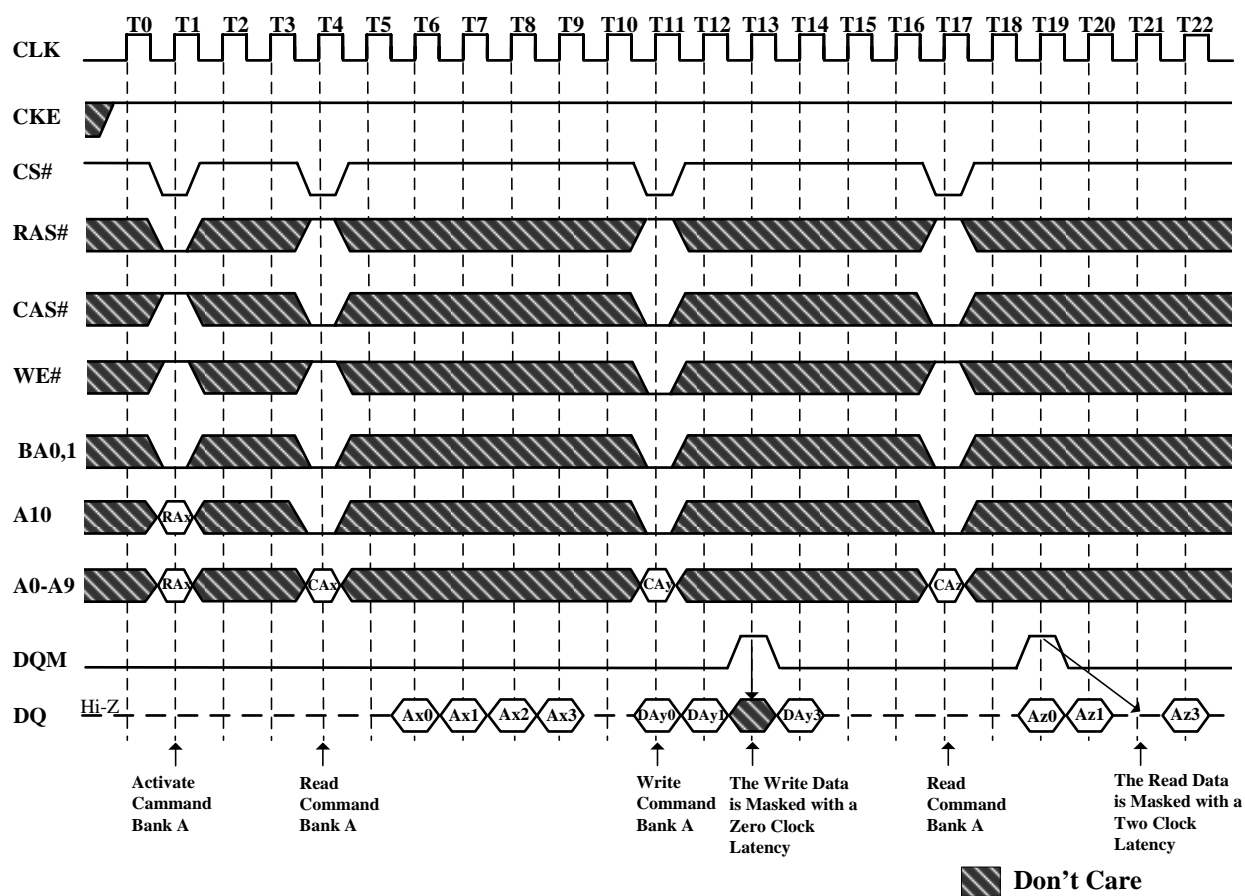 T0 T1 T2 T3 T4 T5 T6 T7 T8 T9 T10 T11 T12 T13 T14 T15 T16 T17 T18 T19 T20 T21 T22
CLK
CKE
CS#
RAS#
CAS#
WE#
BA0,1
A10 RAx
A0-A9 RAx CAx CAy CAz
DQM
Hi-Z
DQ Ax0 Ax1 Ax2 Ax3 DAy0 DAy1 DAy3 Az0 Az1 Az3
Activate
Cammand
Bank A
Read
Command
Bank A
Write
Command
Bank A
The Write Data
is Masked with a
Zero Clock
Latency
Read
Command
Bank A
The Read Data
is Masked with a
Two Clock
Latency
Don't Care